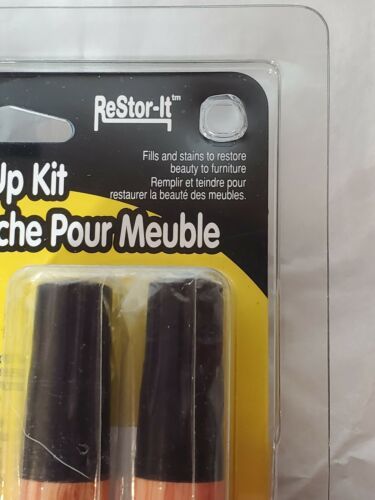 ReStor-It™
Fills and stains to restore
beauty to furniture
Remplir et teindre pour
restaurer la beauté des meubles.
Up Kit
che Pour Meuble